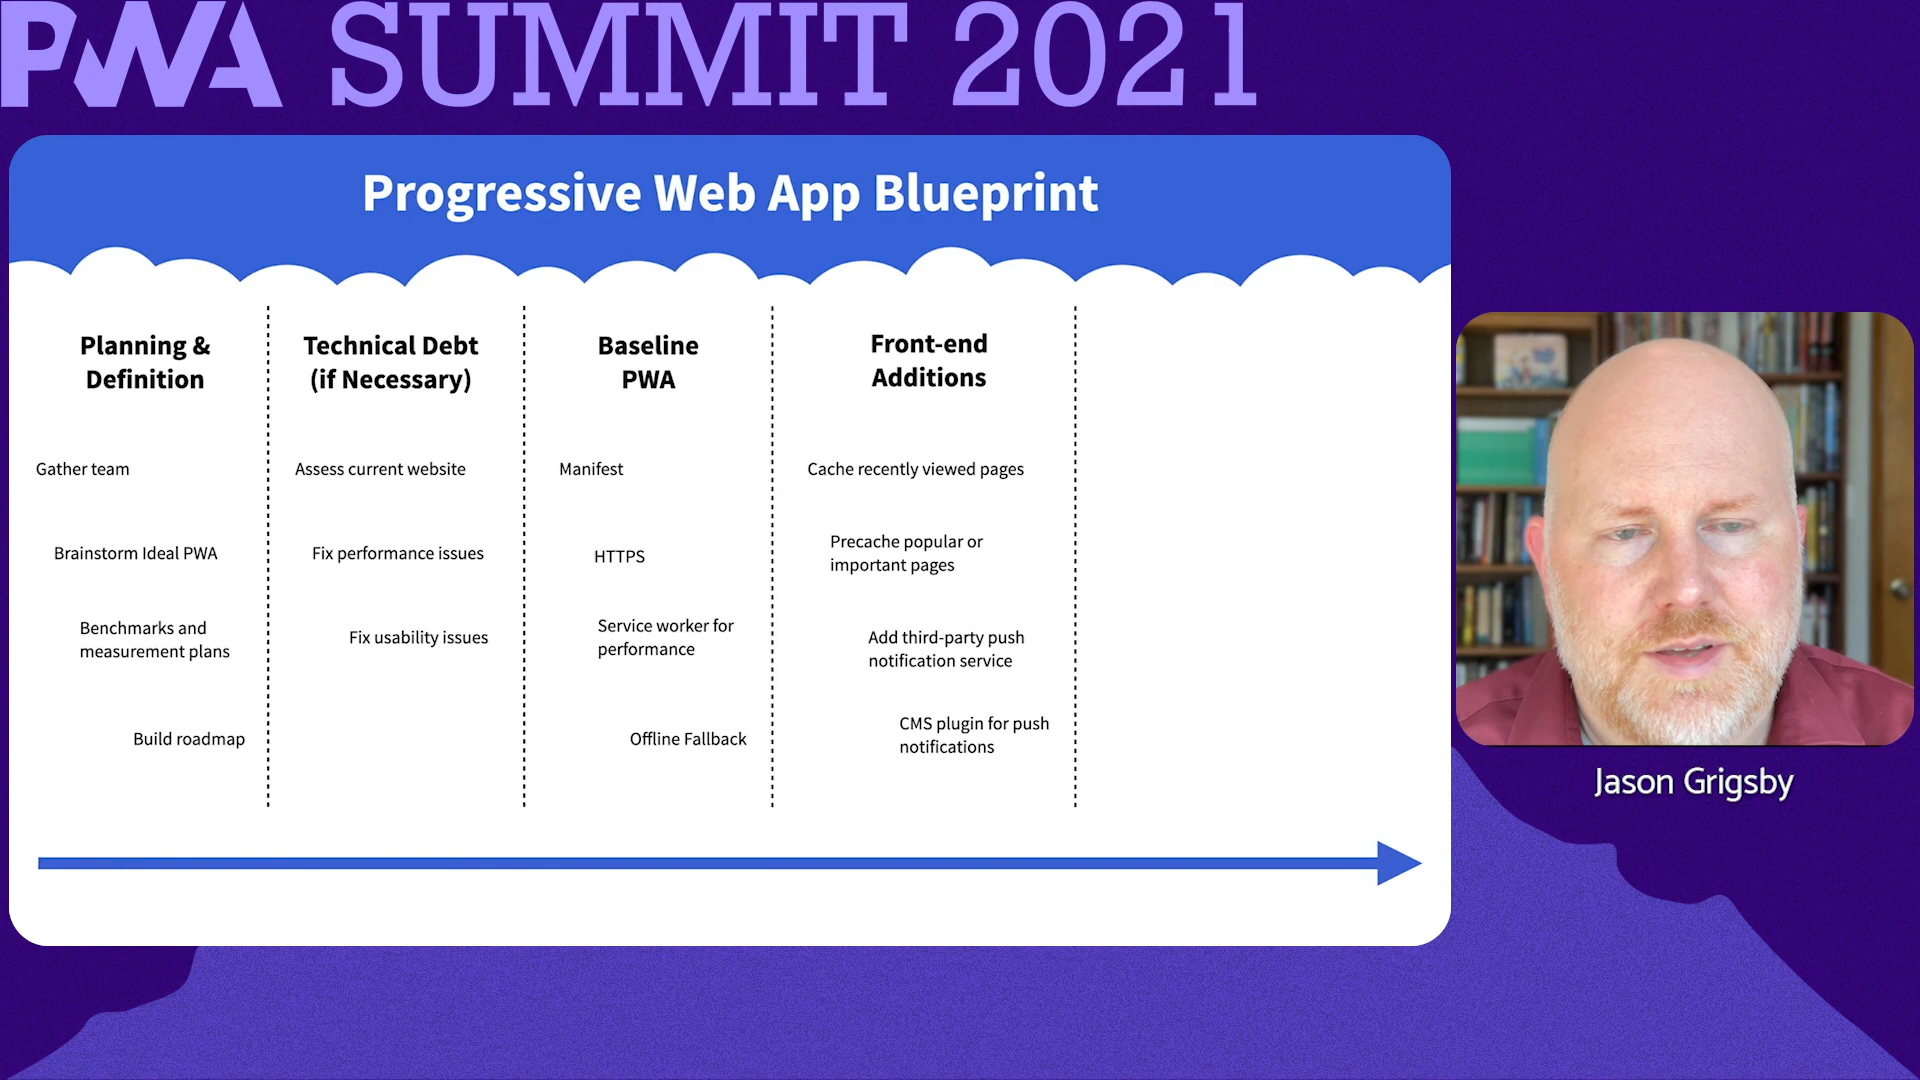 PWA SUMMIT 2021
Progressive Web App Blueprint
Planning &
Definition
Gather team
Brainstorm Ideal PWA
Benchmarks and
measurement plans
Build roadmap
Technical Debt
(if Necessary)
Assess current website
Fix performance issues
Fix usability issues
Baseline
PWA
Manifest
HTTPS
Service worker for
performance
Offline Fallback
Front-end
Additions
Cache recently viewed pages
Precache popular or
important pages
Add third-party push
notification service
CMS plugin for push
notifications
Jason Grigsby